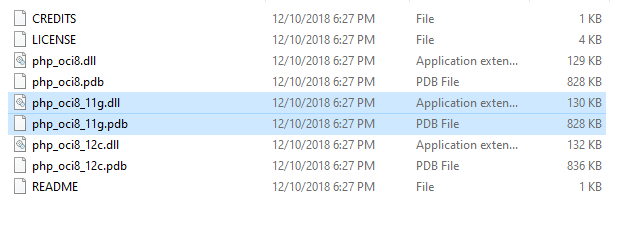 CREDITS 12/10/2018 6:27 PM File 1 KB
LICENSE 12/10/2018 6:27 PM File 4 KB
php_oci8.dll 12/10/2018 6:27 PM Application exten... 129 KB
php_oci8.pdb 12/10/2018 6:27 PM PDB File 828 KB
php_oci8_11g.dll 12/10/2018 6:27 PM Application exten... 130 KB
php_oci8_11g.pdb 12/10/2018 6:27 PM PDB File 828 KB
php_oci8_12c.dll 12/10/2018 6:27 PM Application exten... 132 KB
php_oci8_12c.pdb 12/10/2018 6:27 PM PDB File 836 KB
README 12/10/2018 6:27 PM File 1 KB